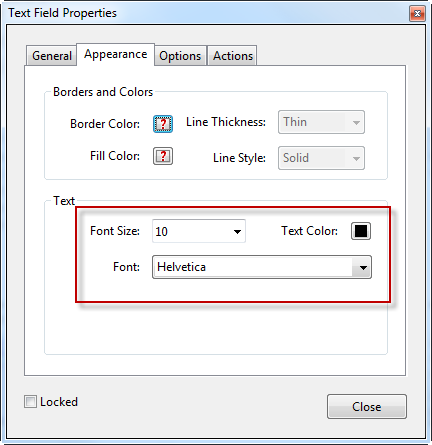 Text Field Properties
General Appearance Options Actions
Borders and Colors
Border Color: ? Line Thickness: Thin
Fill Color: ? Line Style: Solid
Text
Font Size: 10 Text Color:
Font: Helvetica
Locked
Close